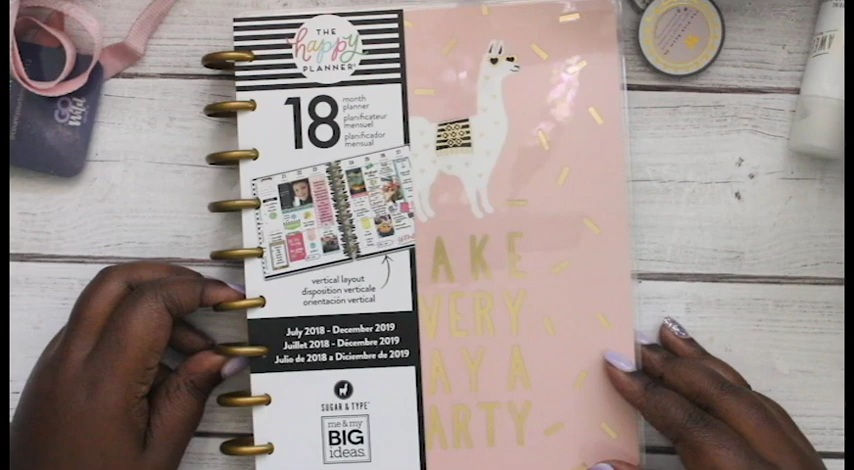 THE
happy
PLANNER
18
month
planner
planificateur
mensuel
planificador
mensual
vertical layout
disposition verticale
orientación vertical
July 2018 - December 2019
Juillet 2018 - Décembre 2019
Julio de 2018 a Diciembre de 2019
SUGAR & TYPE
me & my
BIG
ideas.
AKE
VERY
AY A
ARTY
GO
Wild